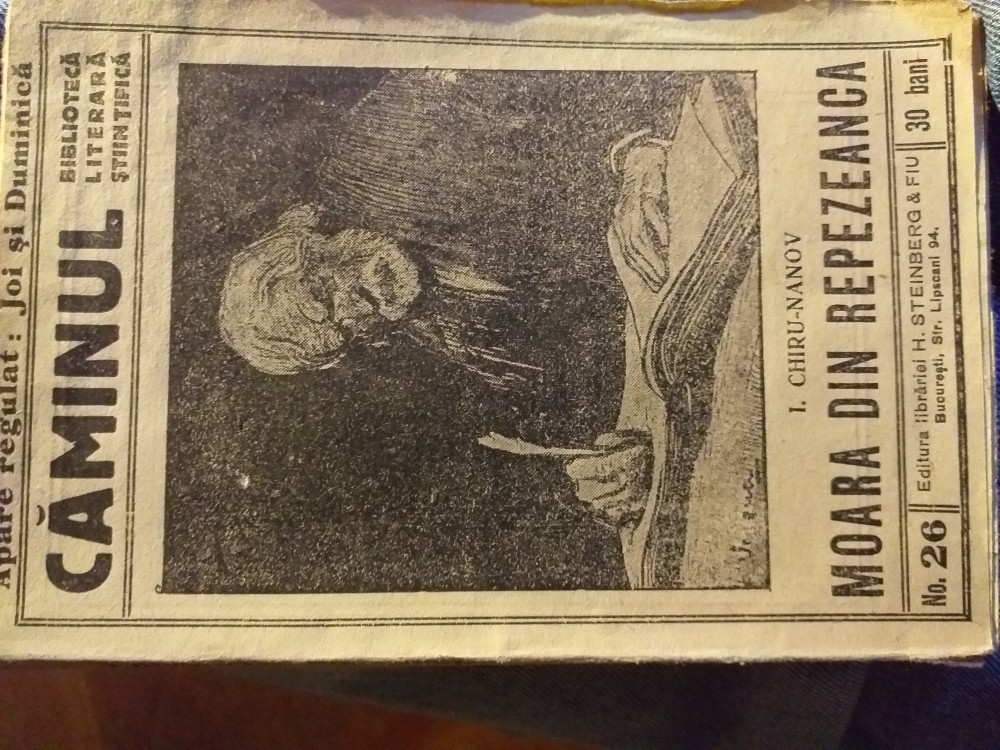 Apare regulat: Joi și Duminică
CĂMINUL
BIBLIOTECĂ
LITERARĂ
ȘTIINȚIFICĂ
I. CHIRU-NANOV
MOARA DIN REPEZEANCA
No. 26
Editura librăriei H. STEINBERG & FIU
București, Str. Lipscani 94.
30 bani